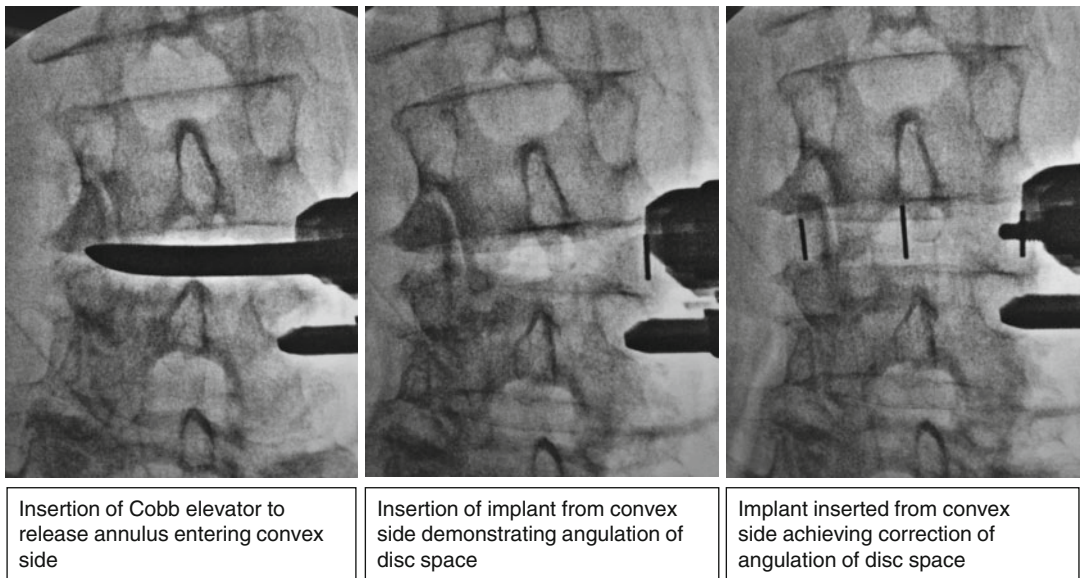 Insertion of Cobb elevator to
release annulus entering convex
side
Insertion of implant from convex
side demonstrating angulation of
disc space
Implant inserted from convex
side achieving correction of
angulation of disc space